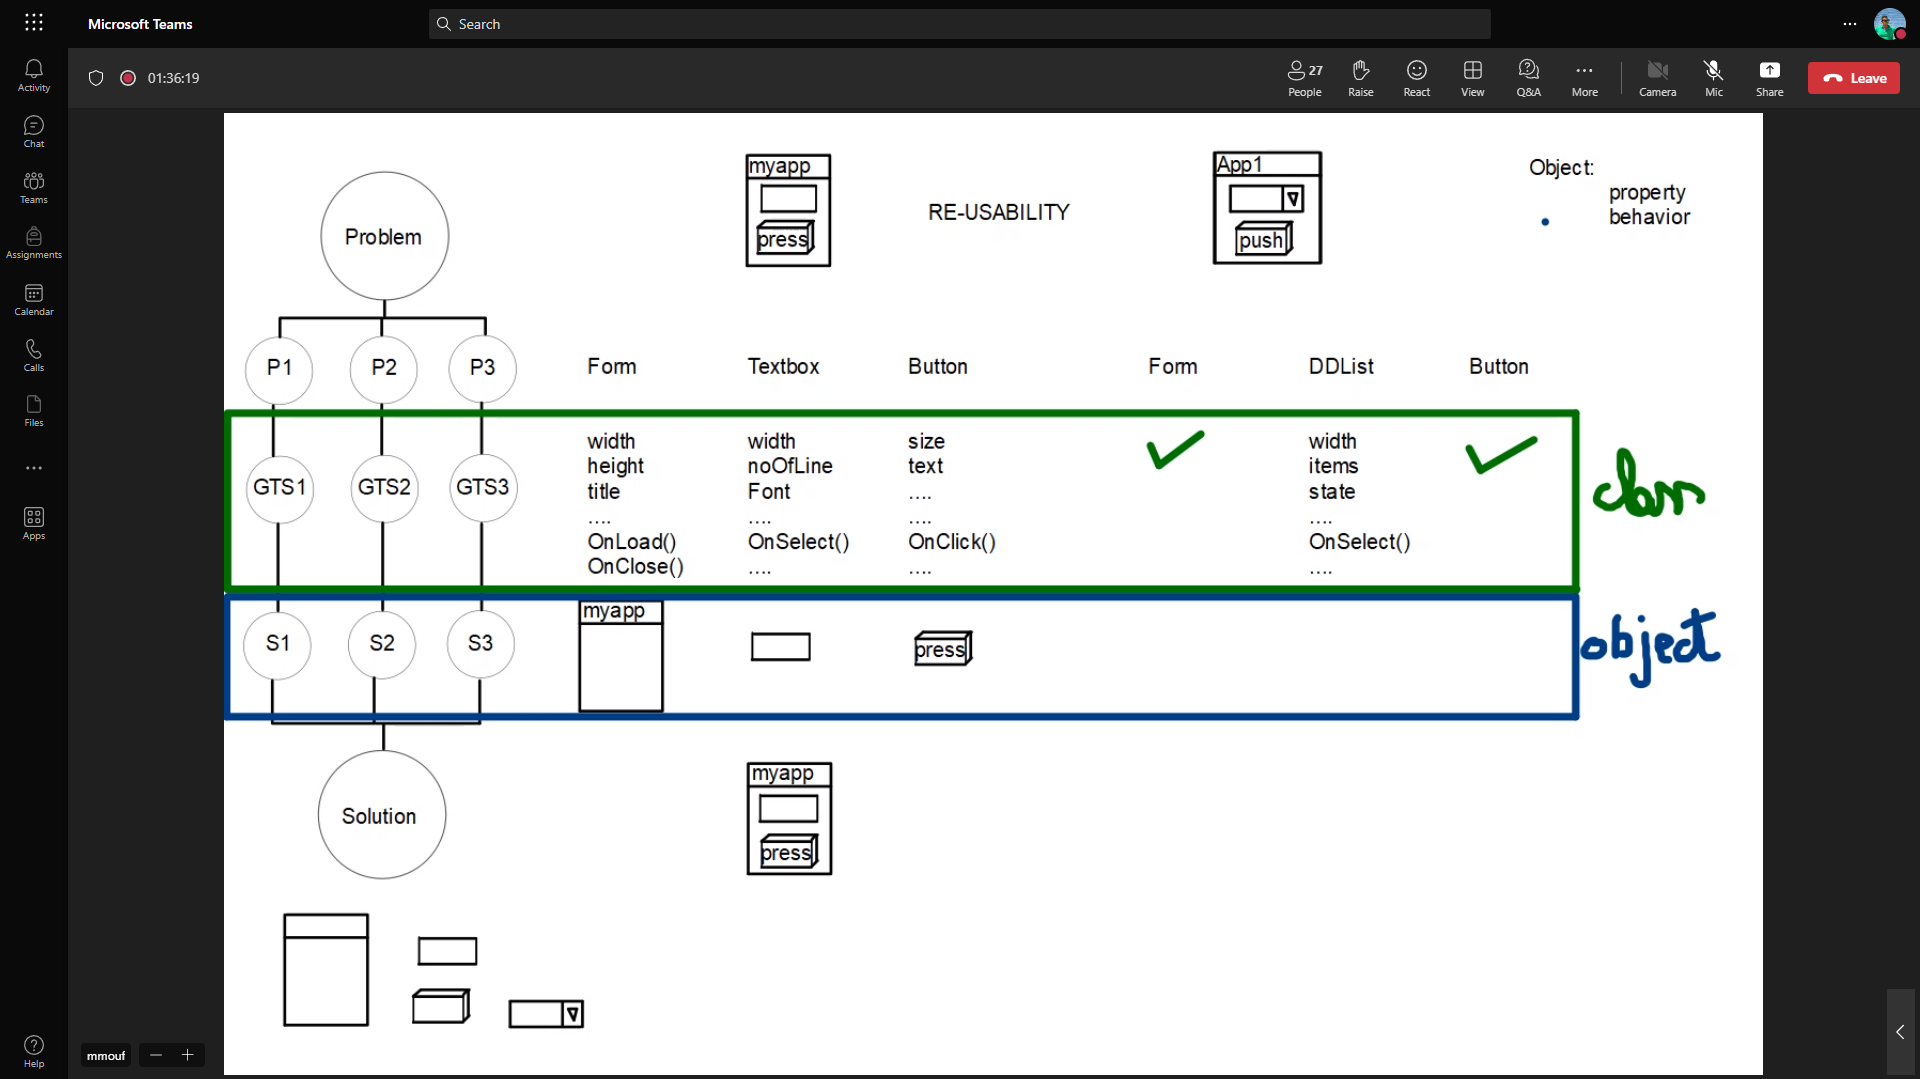 Microsoft Teams
Search
Activity
Chat
Teams
Assignments
Calendar
Calls
Files
Apps
Help
01:36:19
27
People
Raise
React
View
Q&A
More
Camera
Mic
Share
Leave
myapp
press
RE-USABILITY
App1
push
Object:
property
behavior
Problem
P1 P2 P3
Form Textbox Button Form DDList Button
GTS1 GTS2 GTS3
width
height
title
....
OnLoad()
OnClose()
width
noOfLine
Font
....
OnSelect()
....
size
text
....
....
OnClick()
....
width
items
state
....
OnSelect()
....
class
S1 S2 S3
myapp
press
object
Solution
myapp
press
mmouf